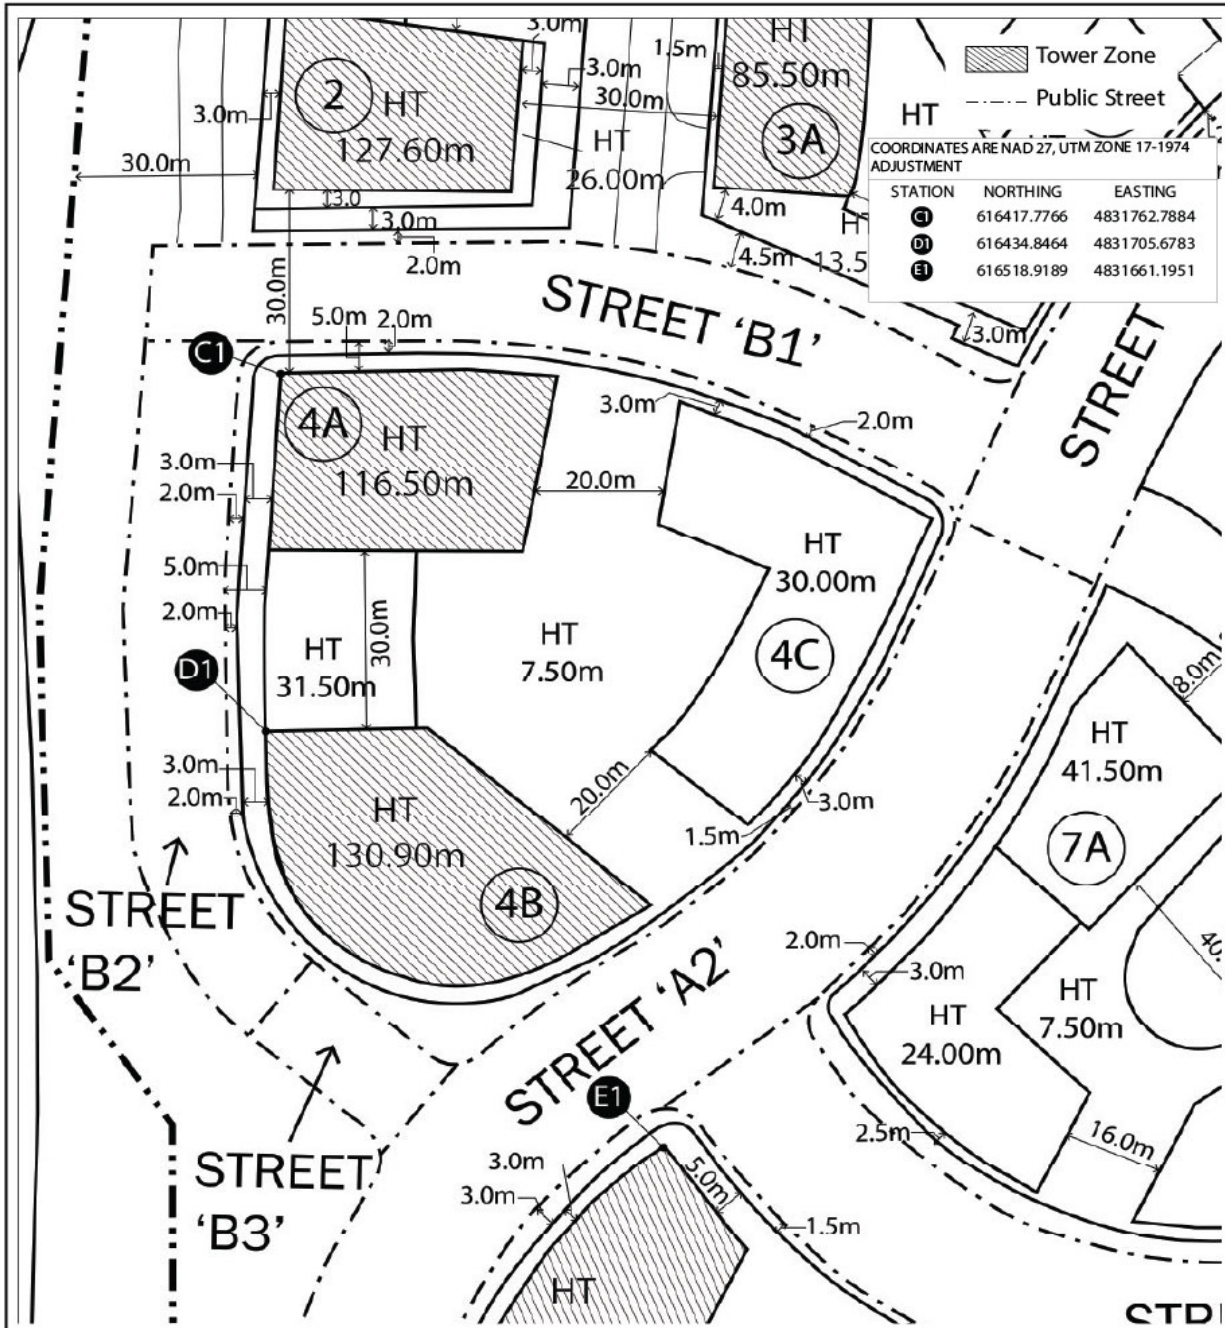 3.0m
1.5m
HT
85.50m
Tower Zone
2
HT
127.60m
3.0m
3.0m
30.0m
3A
Public Street
HT
COORDINATES ARE NAD 27, UTM ZONE 17-1974
ADJUSTMENT
STATION NORTHING EASTING
C1 616417.7766 4831762.7884
D1 616434.8464 4831705.6783
E1 616518.9189 4831661.1951
30.0m
HT
26.00m
3.0
3.0m
2.0m
4.0m
4.5m
13.5
3.0m
30.0m
5.0m
2.0m
STREET 'B1'
STREET
C1
4A
HT
116.50m
3.0m
2.0m
3.0m
2.0m
20.0m
HT
30.00m
4C
5.0m
2.0m
30.0m
HT
31.50m
HT
7.50m
D1
8.0m
HT
41.50m
7A
3.0m
2.0m
HT
130.90m
4B
20.0m
3.0m
1.5m
STREET
'B2'
STREET 'A2'
2.0m
3.0m
40.
HT
24.00m
HT
7.50m
E1
2.5m
16.0m
STREET
'B3'
3.0m
3.0m
5.0m
1.5m
HT